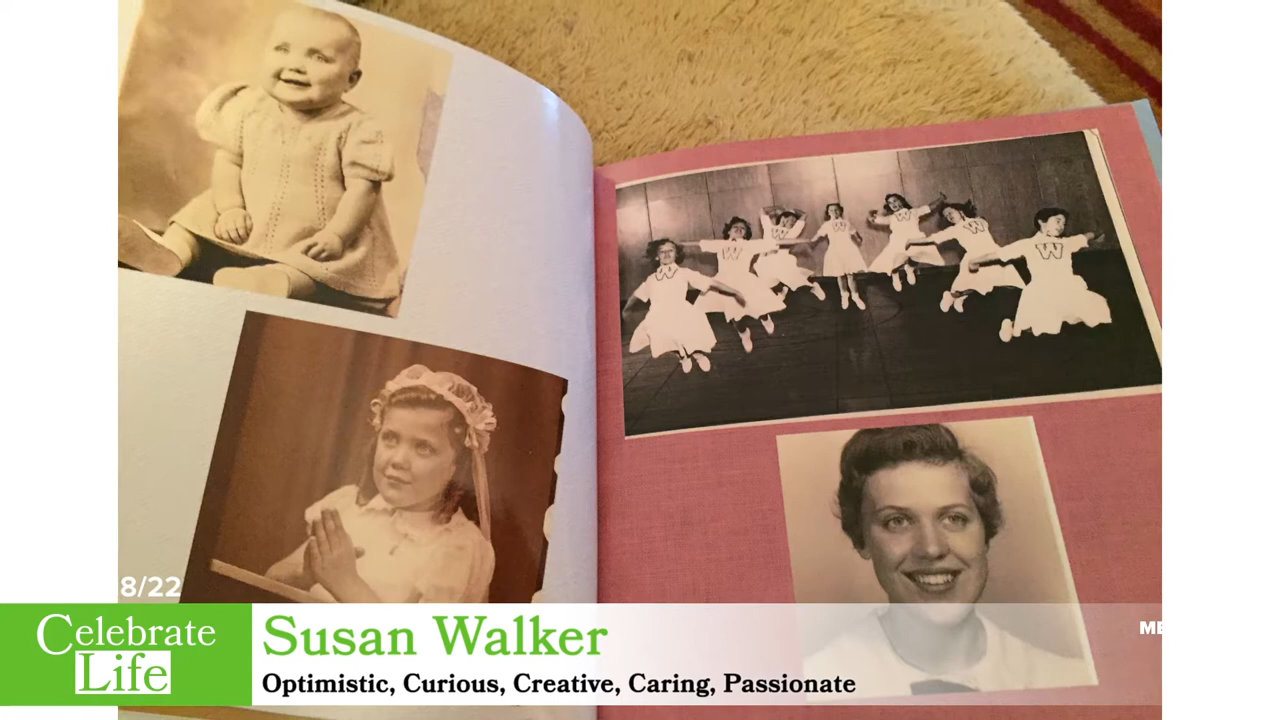 W
W
W
W
W
W
8/22
Celebrate
Life
Susan Walker
Optimistic, Curious, Creative, Caring, Passionate